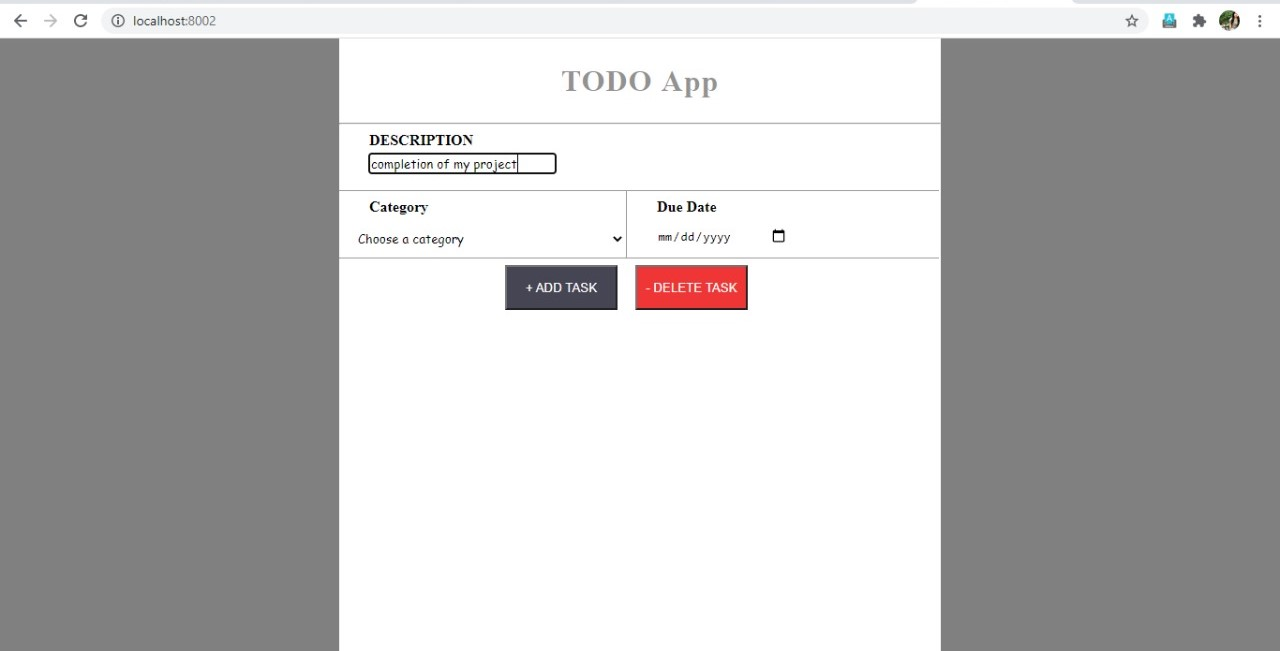 localhost:8002
TODO App
DESCRIPTION
completion of my project
Category
Due Date
Choose a category
mm/dd/yyyy
+ ADD TASK
- DELETE TASK